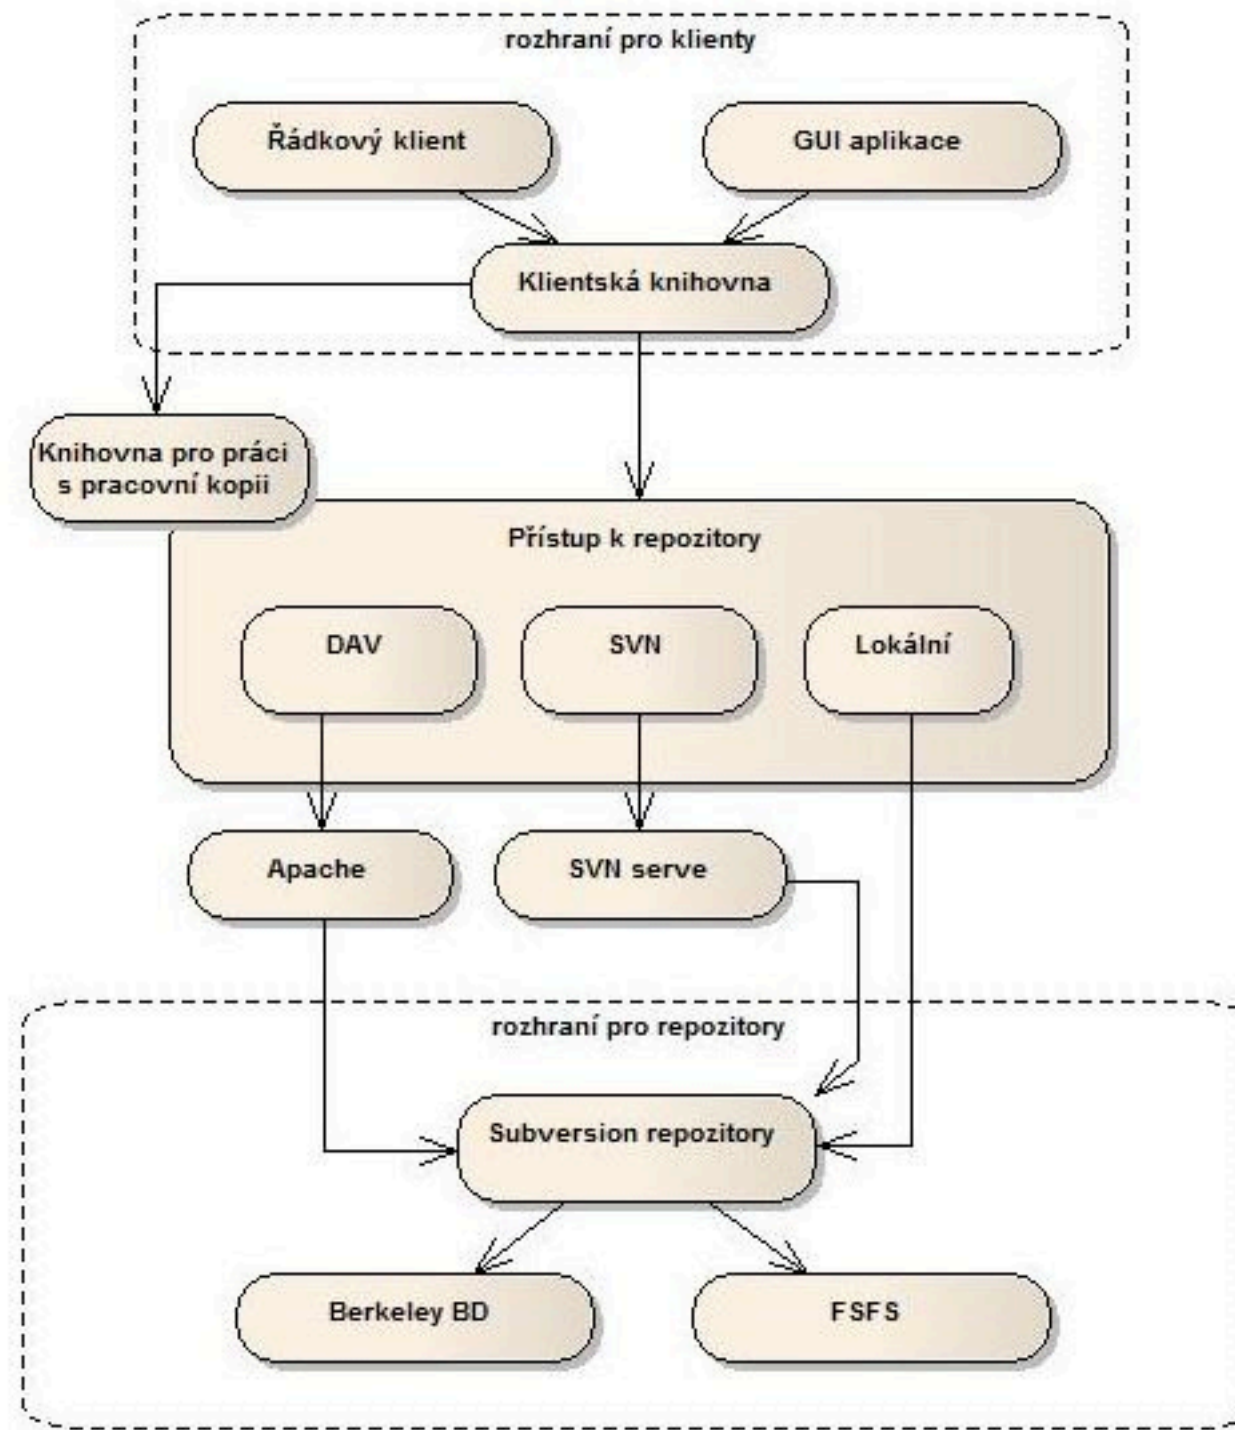 rozhraní pro klienty
Řádkový klient
GUI aplikace
Klientská knihovna
Knihovna pro práci
s pracovní kopii
Přístup k repozitory
DAV
SVN
Lokální
Apache
SVN serve
rozhraní pro repozitory
Subversion repozitory
Berkeley BD
FSFS